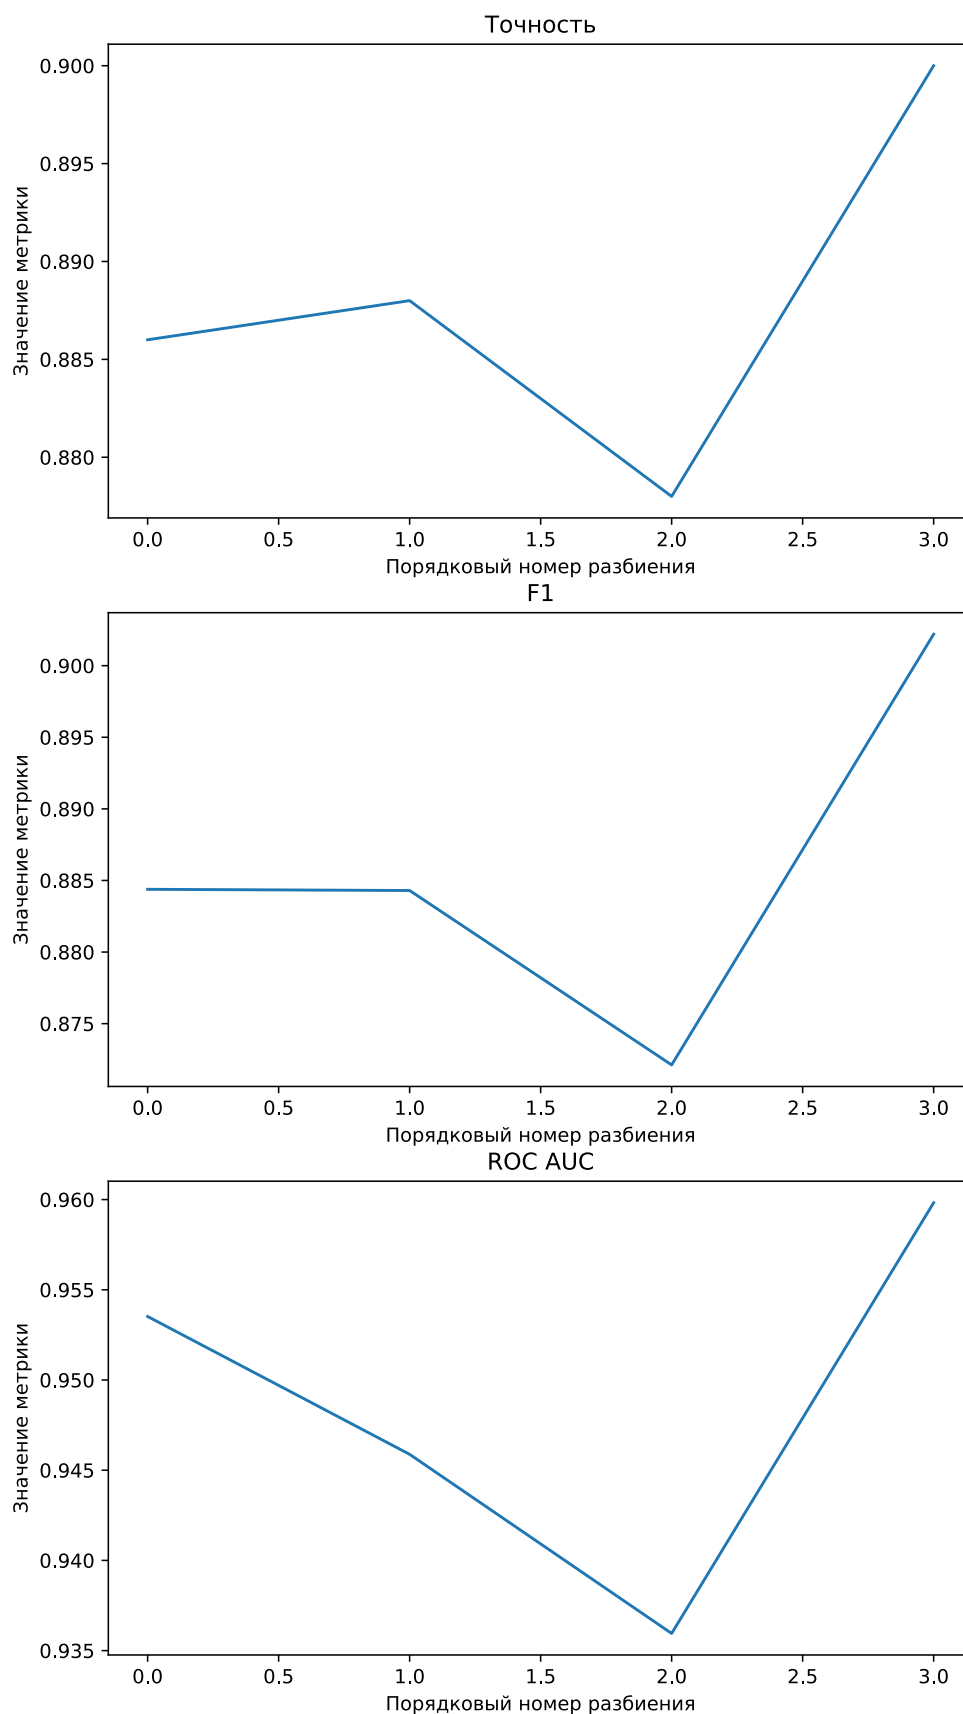 Точность
0.900
0.895
0.890
0.885
0.880
Значение метрики
0.0 0.5 1.0 1.5 2.0 2.5 3.0
Порядковый номер разбиения
F1
0.900
0.895
0.890
0.885
0.880
0.875
Значение метрики
0.0 0.5 1.0 1.5 2.0 2.5 3.0
Порядковый номер разбиения
ROC AUC
0.960
0.955
0.950
0.945
0.940
0.935
Значение метрики
0.0 0.5 1.0 1.5 2.0 2.5 3.0
Порядковый номер разбиения